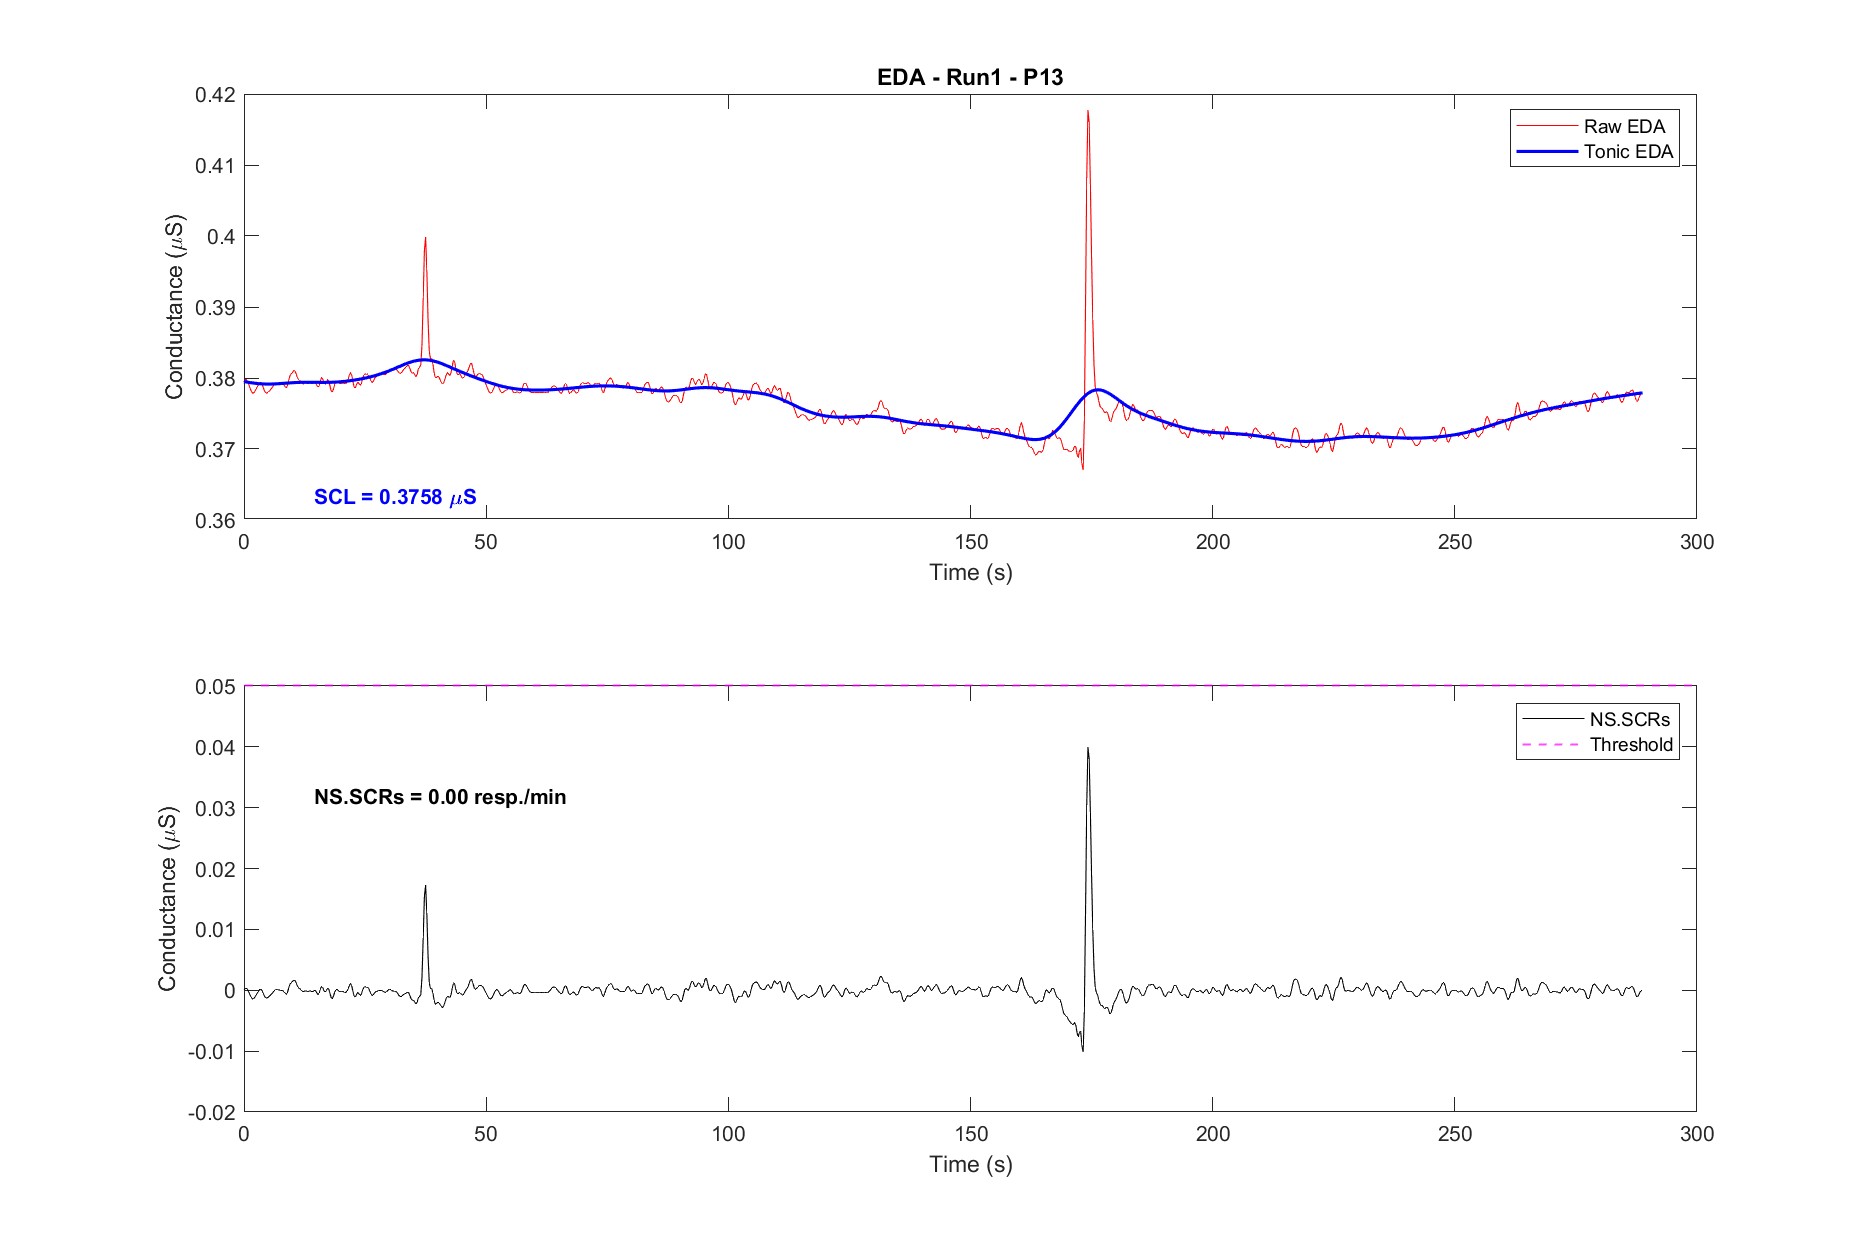 EDA - Run1 - P13
0.42
0.41
0.4
0.39
0.38
0.37
0.36
Conductance (μS)
Raw EDA
Tonic EDA
SCL = 0.3758 μS
0 50 100 150 200 250 300
Time (s)
0.05
0.04
0.03
0.02
0.01
0
-0.01
-0.02
Conductance (μS)
NS.SCRs
Threshold
NS.SCRs = 0.00 resp./min
0 50 100 150 200 250 300
Time (s)